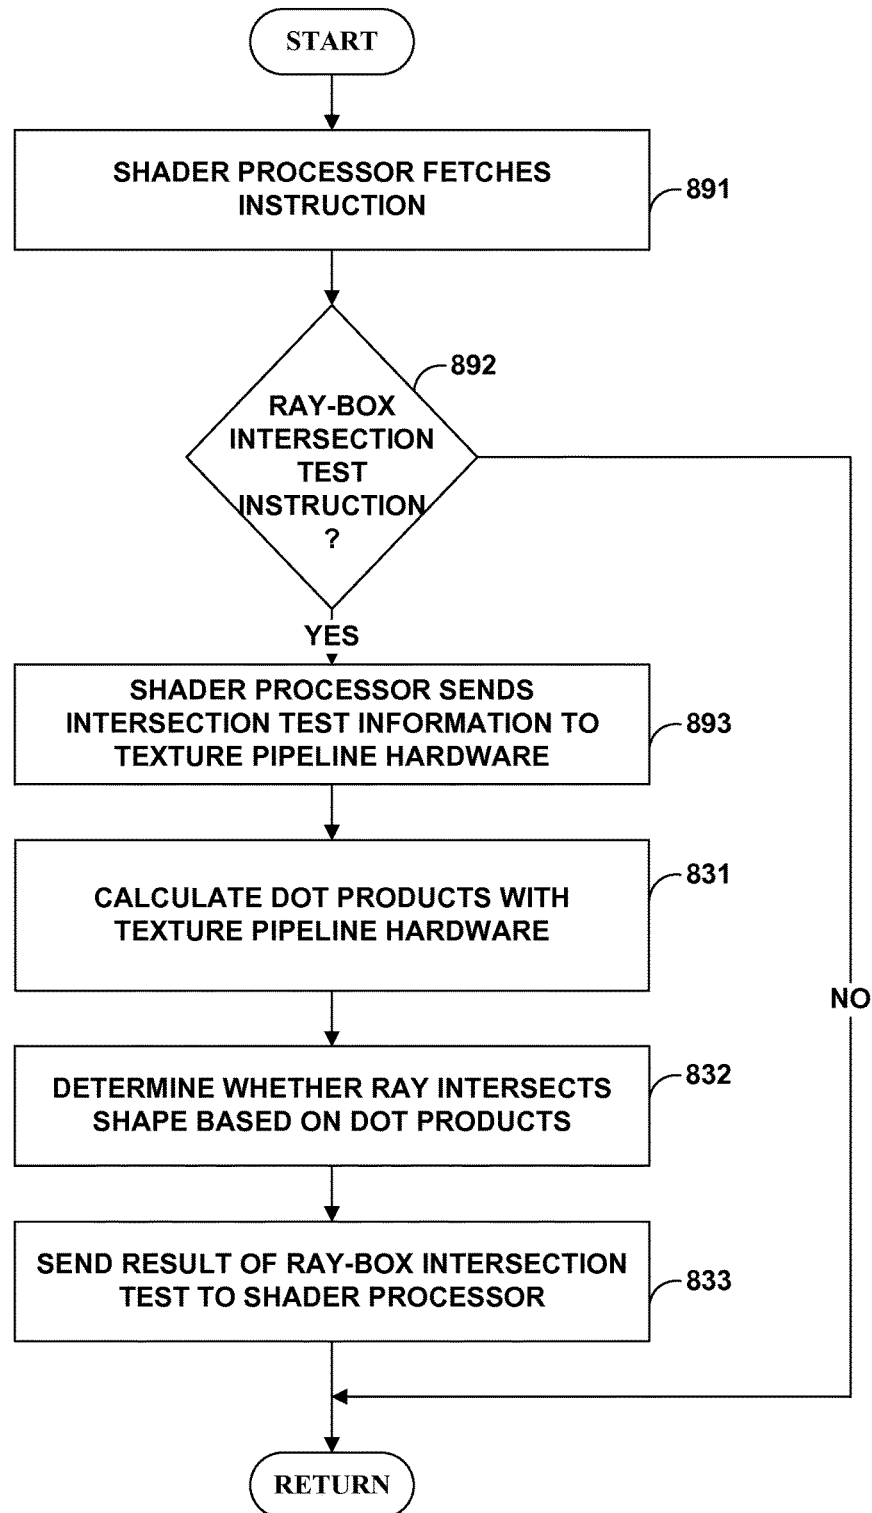 START
SHADER PROCESSOR FETCHES
INSTRUCTION
891
892
RAY-BOX
INTERSECTION
TEST
INSTRUCTION
?
YES
SHADER PROCESSOR SENDS
INTERSECTION TEST INFORMATION TO
TEXTURE PIPELINE HARDWARE
893
CALCULATE DOT PRODUCTS WITH
TEXTURE PIPELINE HARDWARE
831
NO
DETERMINE WHETHER RAY INTERSECTS
SHAPE BASED ON DOT PRODUCTS
832
SEND RESULT OF RAY-BOX INTERSECTION
TEST TO SHADER PROCESSOR
833
RETURN